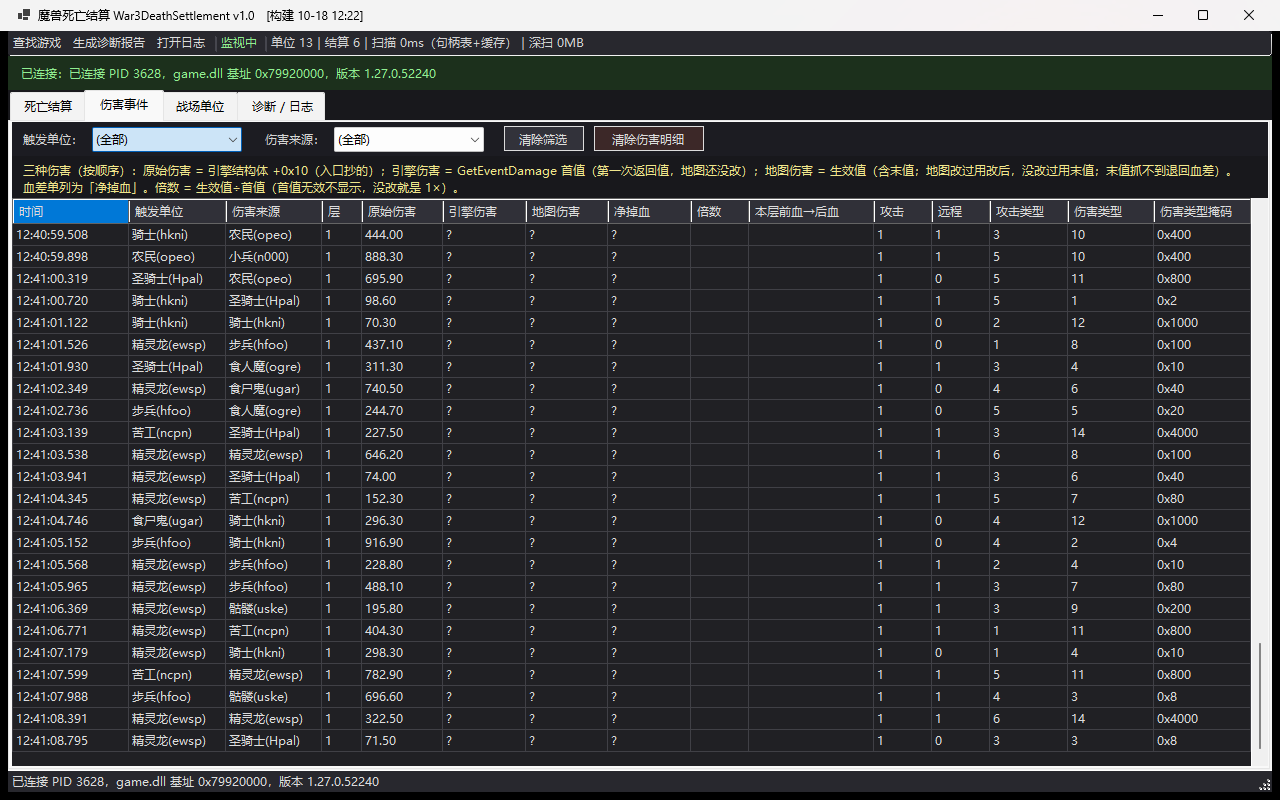 魔兽死亡结算 War3DeathSettlement v1.0 [构建 10-18 12:22]
查找游戏 生成诊断报告 打开日志 | 监视中 | 单位 13 | 结算 6 | 扫描 0ms（句柄表+缓存） | 深扫 0MB
已连接：已连接 PID 3628，game.dll 基址 0x79920000，版本 1.27.0.52240
死亡结算 伤害事件 战场单位 诊断 / 日志
触发单位： (全部) 伤害来源： (全部) 清除筛选 清除伤害明细
三种伤害（按顺序）：原始伤害 = 引擎结构体 +0x10（入口抄的）；引擎伤害 = GetEventDamage 首值（第一次返回值，地图还没改）；地图伤害 = 生效值（含末值；地图改过用改后，没改过用末值；末值抓不到退回血差）。
血差单列为「净掉血」。倍数 = 生效值÷首值（首值无效不显示，没改就是 1×）。
时间 触发单位 伤害来源 层 原始伤害 引擎伤害 地图伤害 净掉血 倍数 本层前血→后血 攻击 远程 攻击类型 伤害类型 伤害类型掩码
12:40:59.508 骑士(hkni) 农民(opeo) 1 444.00 ? ? ? 1 1 3 10 0x400
12:40:59.898 农民(opeo) 小兵(n000) 1 888.30 ? ? ? 1 1 5 10 0x400
12:41:00.319 圣骑士(Hpal) 农民(opeo) 1 695.90 ? ? ? 1 0 5 11 0x800
12:41:00.720 骑士(hkni) 圣骑士(Hpal) 1 98.60 ? ? ? 1 1 5 1 0x2
12:41:01.122 骑士(hkni) 骑士(hkni) 1 70.30 ? ? ? 1 0 2 12 0x1000
12:41:01.526 精灵龙(ewsp) 步兵(hfoo) 1 437.10 ? ? ? 1 0 1 8 0x100
12:41:01.930 圣骑士(Hpal) 食人魔(ogre) 1 311.30 ? ? ? 1 1 3 4 0x10
12:41:02.349 精灵龙(ewsp) 食尸鬼(ugar) 1 740.50 ? ? ? 1 0 4 6 0x40
12:41:02.736 步兵(hfoo) 食人魔(ogre) 1 244.70 ? ? ? 1 0 5 5 0x20
12:41:03.139 苦工(ncpn) 圣骑士(Hpal) 1 227.50 ? ? ? 1 1 3 14 0x4000
12:41:03.538 精灵龙(ewsp) 精灵龙(ewsp) 1 646.20 ? ? ? 1 1 6 8 0x100
12:41:03.941 精灵龙(ewsp) 圣骑士(Hpal) 1 74.00 ? ? ? 1 1 3 6 0x40
12:41:04.345 精灵龙(ewsp) 苦工(ncpn) 1 152.30 ? ? ? 1 1 5 7 0x80
12:41:04.746 食尸鬼(ugar) 骑士(hkni) 1 296.30 ? ? ? 1 0 4 12 0x1000
12:41:05.152 步兵(hfoo) 骑士(hkni) 1 916.90 ? ? ? 1 0 4 2 0x4
12:41:05.568 精灵龙(ewsp) 步兵(hfoo) 1 228.80 ? ? ? 1 1 2 4 0x10
12:41:05.965 精灵龙(ewsp) 步兵(hfoo) 1 488.10 ? ? ? 1 1 3 7 0x80
12:41:06.369 精灵龙(ewsp) 骷髅(uske) 1 195.80 ? ? ? 1 1 3 9 0x200
12:41:06.771 精灵龙(ewsp) 苦工(ncpn) 1 404.30 ? ? ? 1 1 1 11 0x800
12:41:07.179 精灵龙(ewsp) 骑士(hkni) 1 298.30 ? ? ? 1 0 1 4 0x10
12:41:07.599 苦工(ncpn) 精灵龙(ewsp) 1 782.90 ? ? ? 1 1 5 11 0x800
12:41:07.988 步兵(hfoo) 骷髅(uske) 1 696.60 ? ? ? 1 1 4 3 0x8
12:41:08.391 精灵龙(ewsp) 精灵龙(ewsp) 1 322.50 ? ? ? 1 1 6 14 0x4000
12:41:08.795 精灵龙(ewsp) 圣骑士(Hpal) 1 71.50 ? ? ? 1 0 3 3 0x8
已连接 PID 3628，game.dll 基址 0x79920000，版本 1.27.0.52240